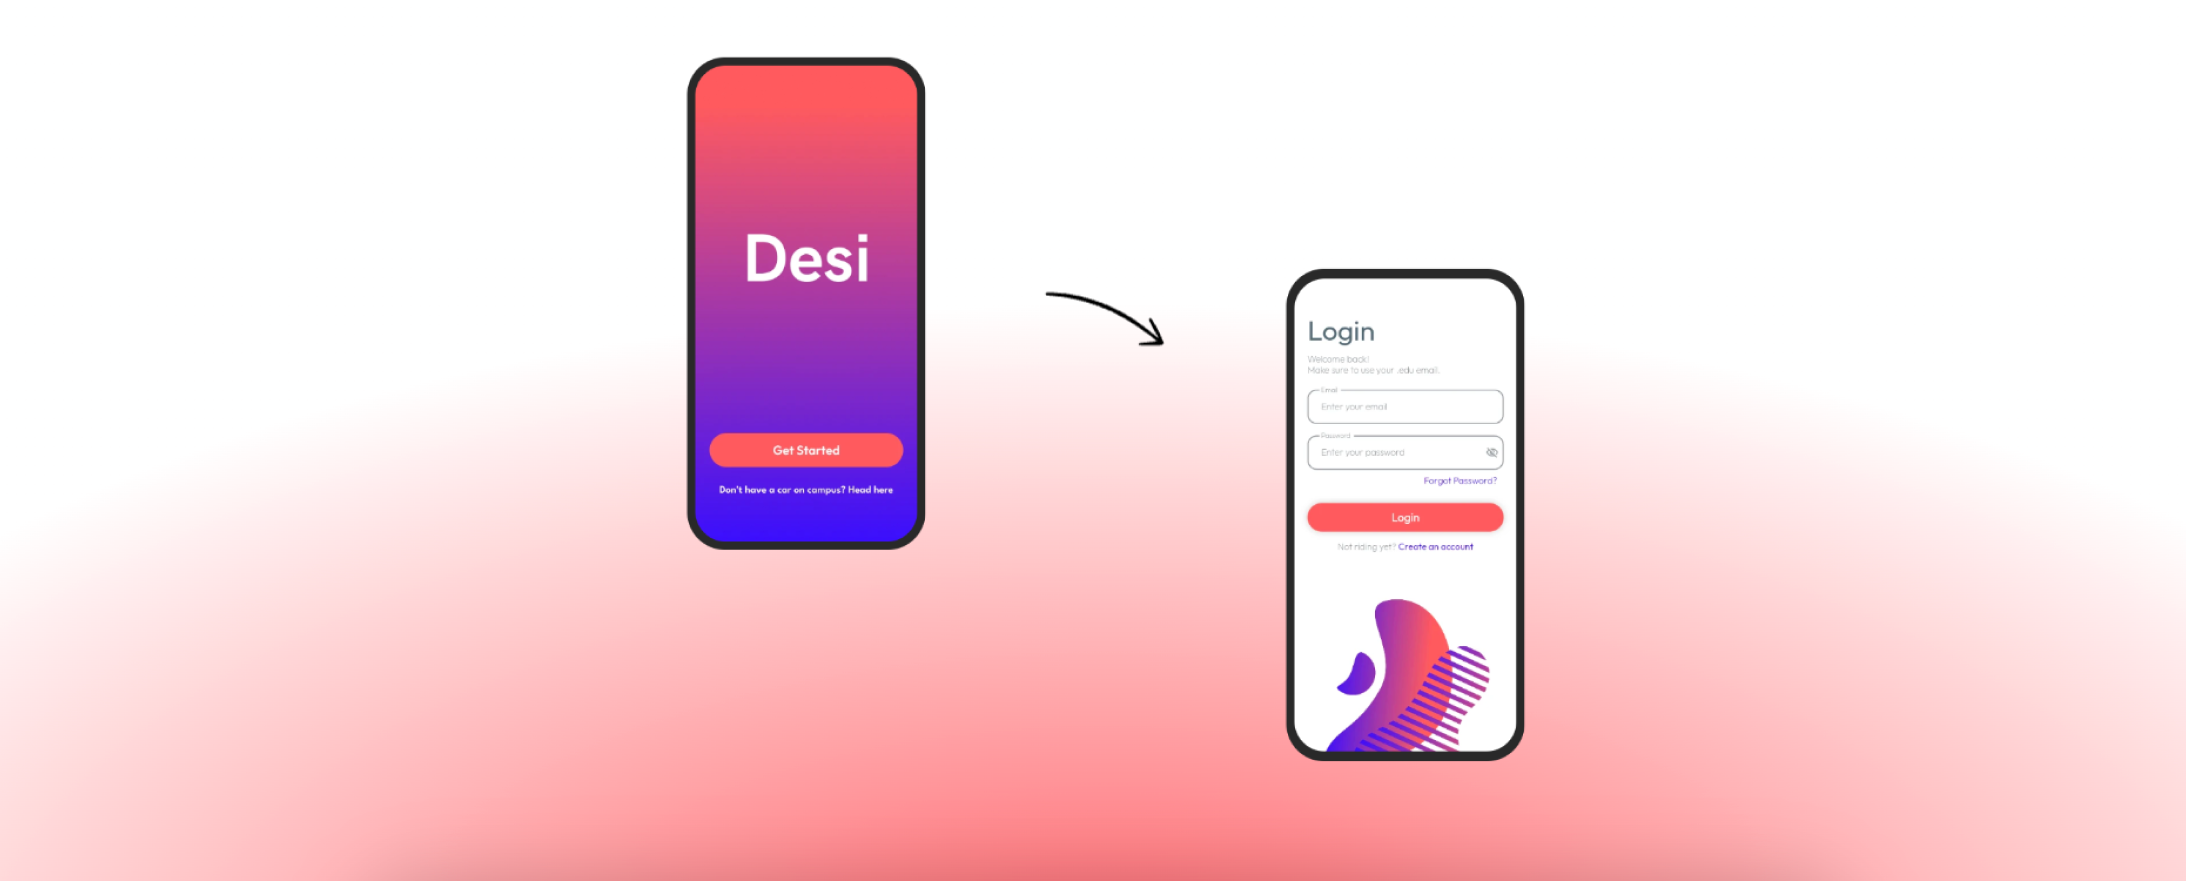 Desi
Get Started
Don't have a car on campus? Head here
Login
Welcome back!
Make sure to use your .edu email.
Email
Enter your email
Password
Enter your password
Forgot Password?
Login
Not riding yet? Create an account